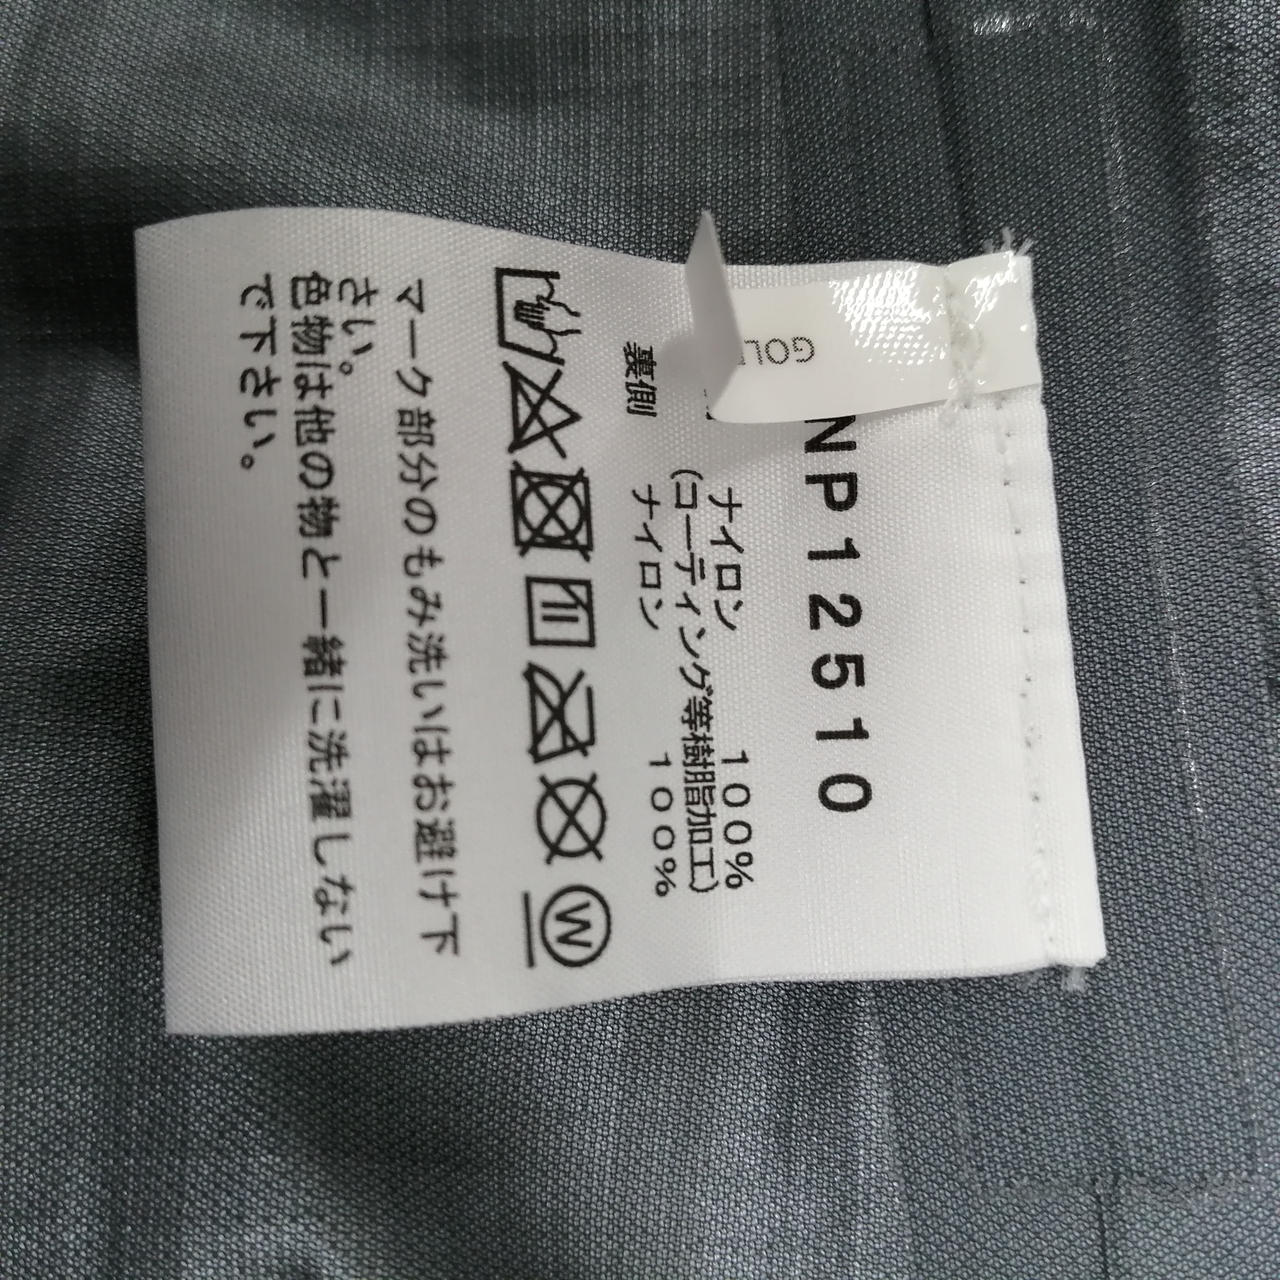 GOL
NP12510
ナイロン 100%
(コーティング等樹脂加工)
裏側 ナイロン 100%
W
マーク部分のもみ洗いはお避け下
さい。
色物は他の物と一緒に洗濯しない
で下さい。